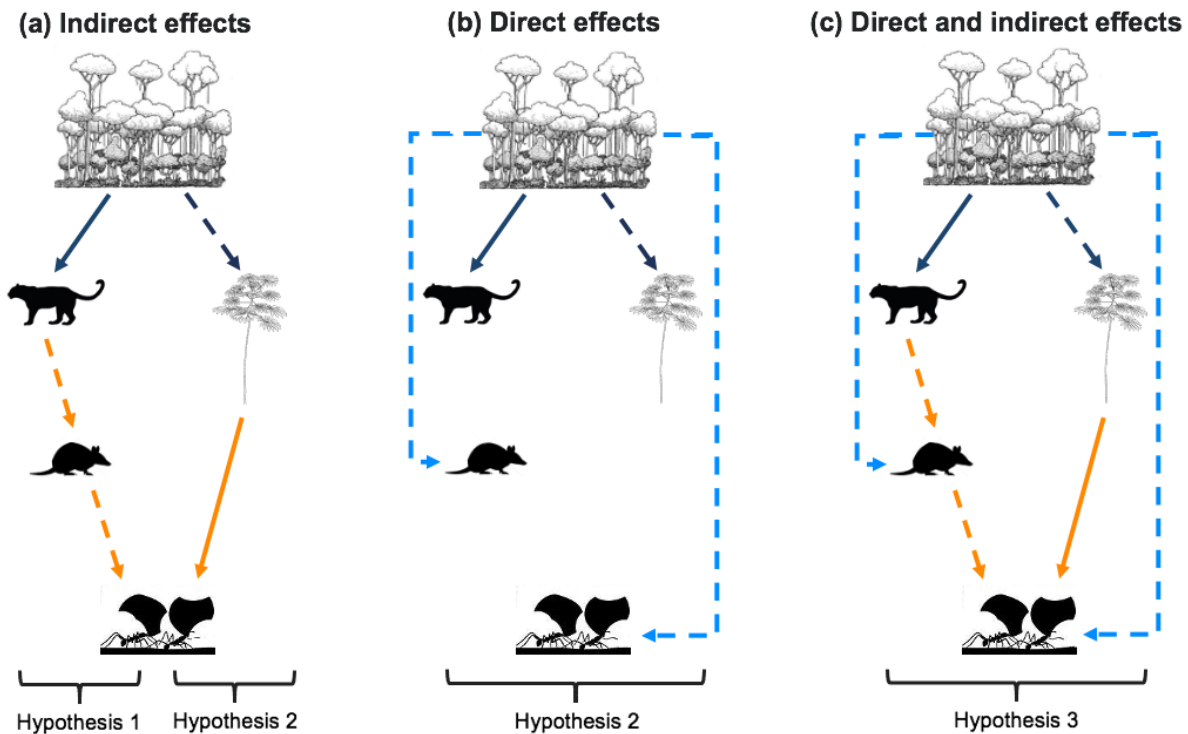 (a) Indirect effects
(b) Direct effects
(c) Direct and indirect effects
Hypothesis 1
Hypothesis 2
Hypothesis 2
Hypothesis 3